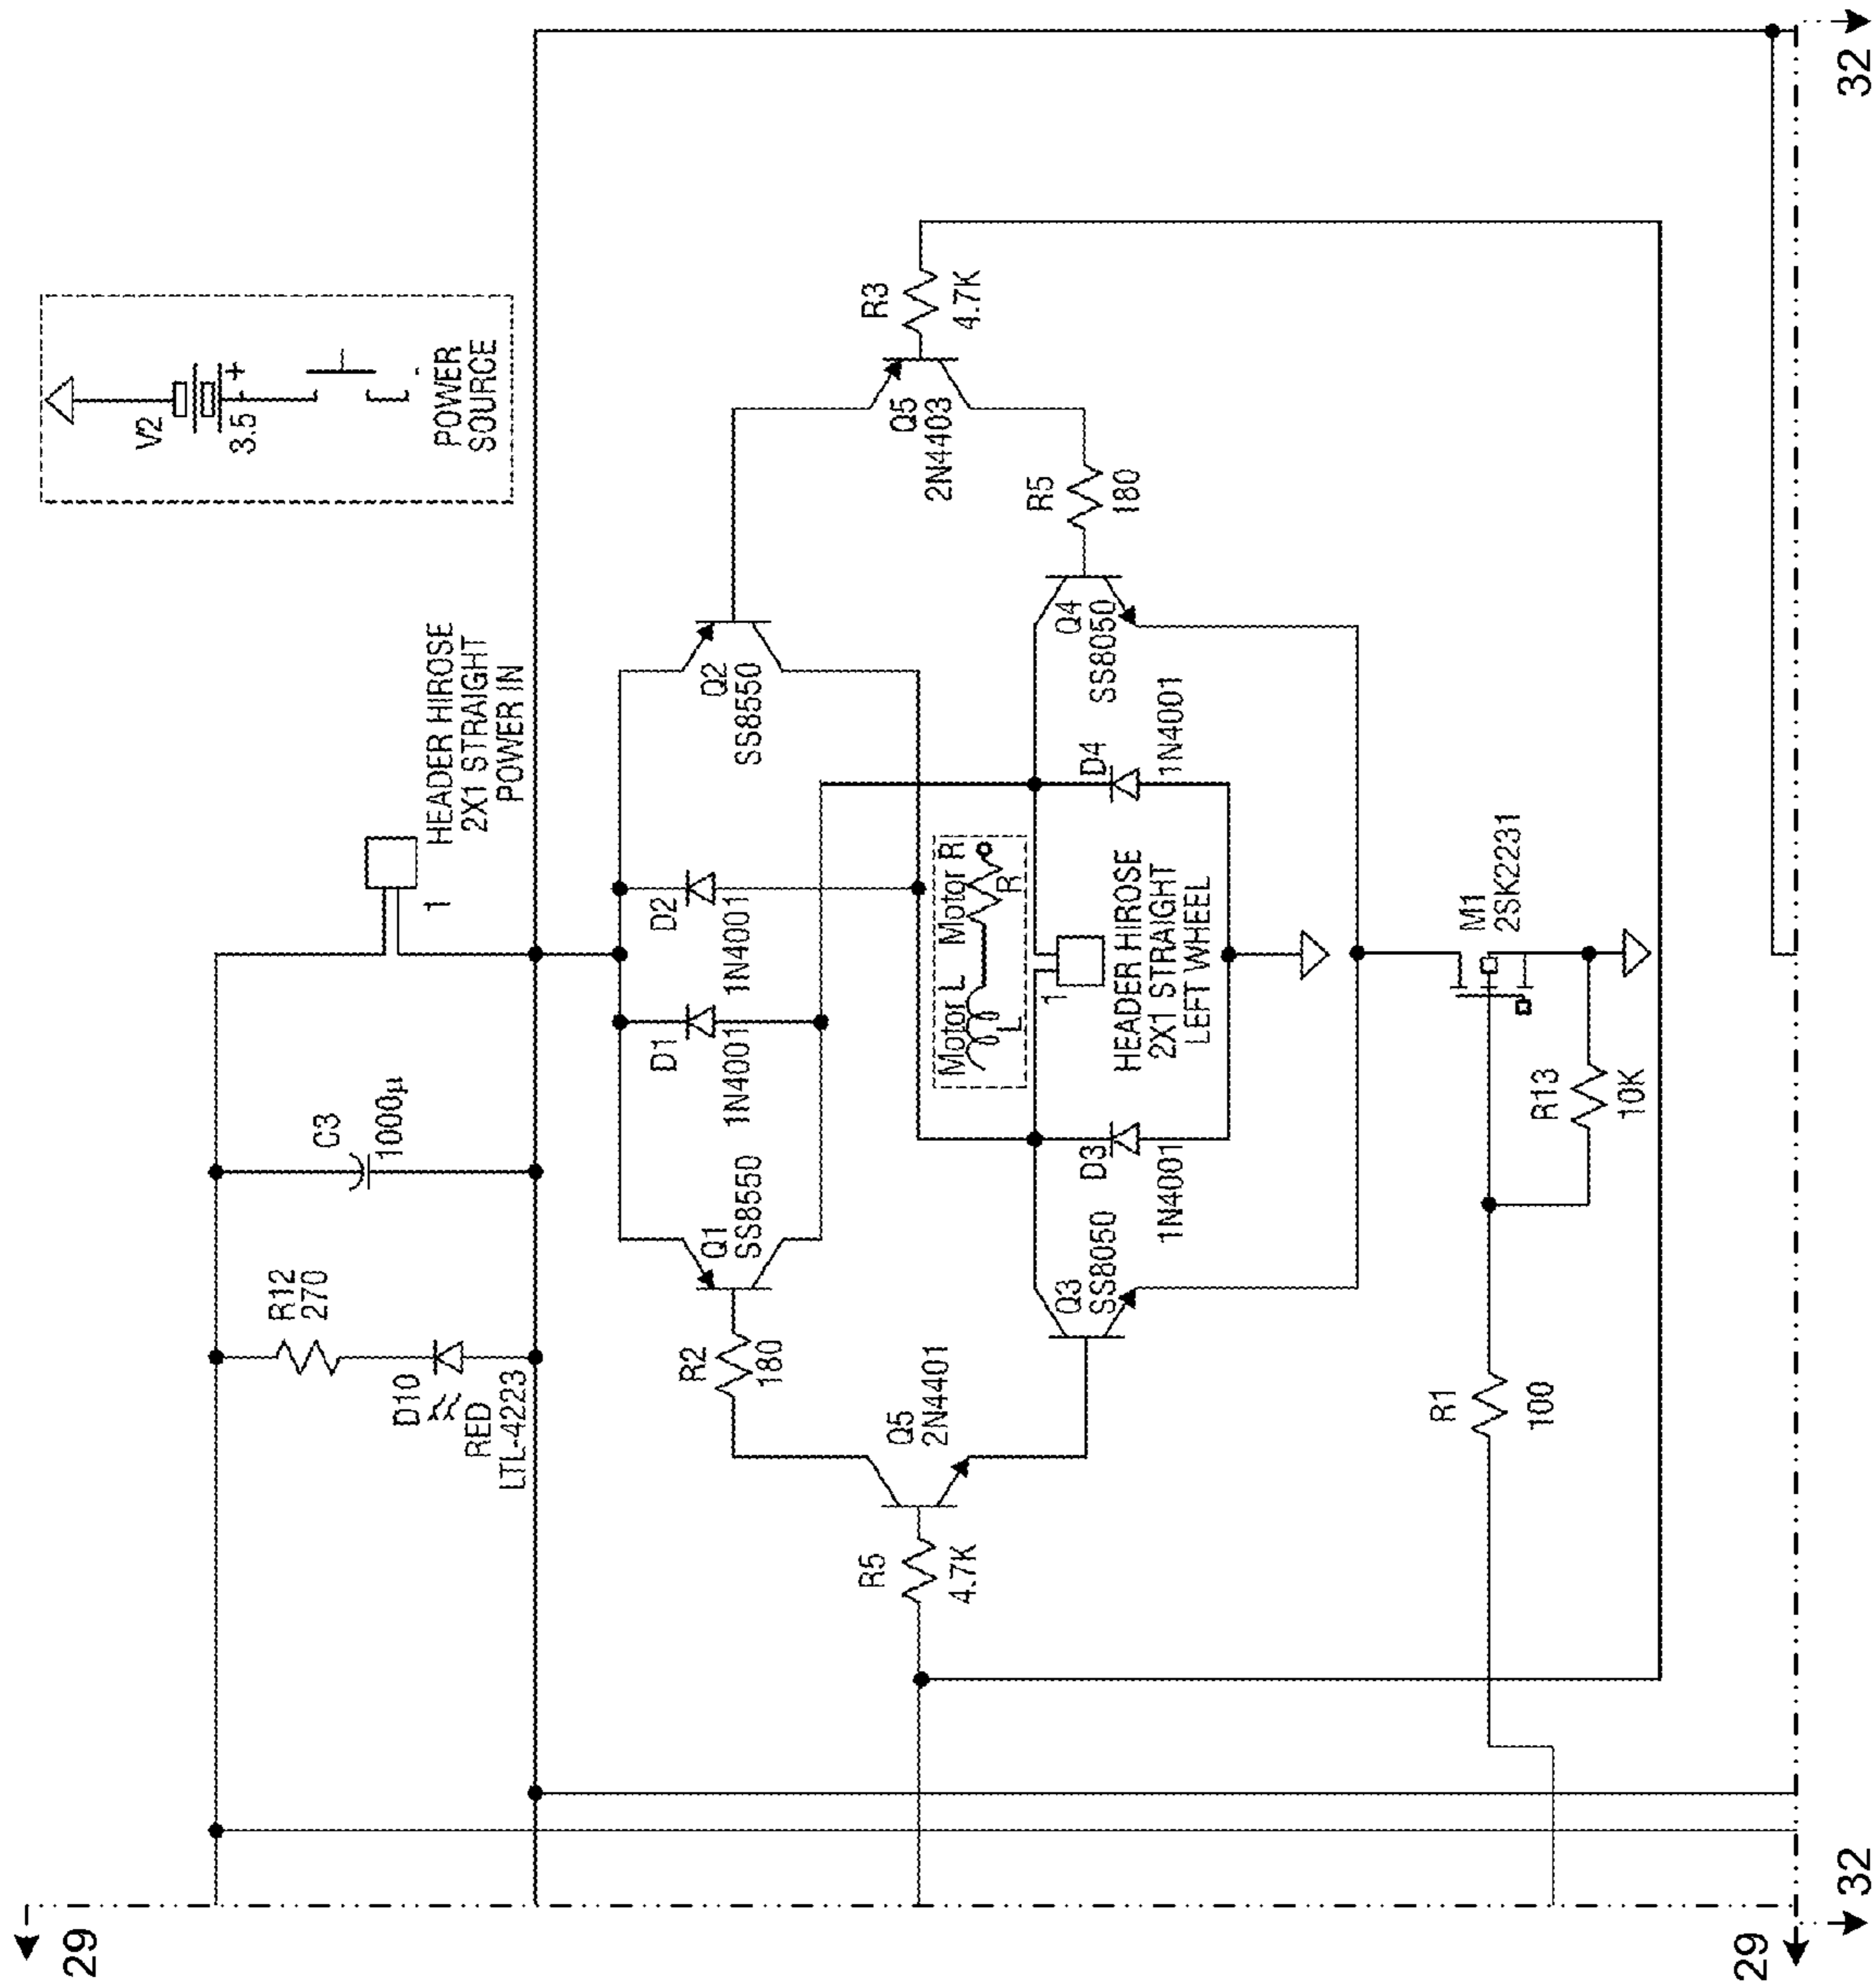 29
32
V2
3.5
+
POWER
SOURCE
HEADER HIROSE
2X1 STRAIGHT
POWER IN
1
C3
1000µ
R12
270
D10
RED
LTL-4223
Q1
SS8550
R2
180
D1
1N4001
D2
1N4001
Q2
SS8550
Q5
2N4403
R3
4.7K
R5
180
Q4
SS8050
D4
1N4001
Motor L
Motor R
L
R
1
HEADER HIROSE
2X1 STRAIGHT
LEFT WHEEL
D3
1N4001
Q3
SS8050
Q5
2N4401
R5
4.7K
R1
100
R13
10K
M1
2SK2231
29
32